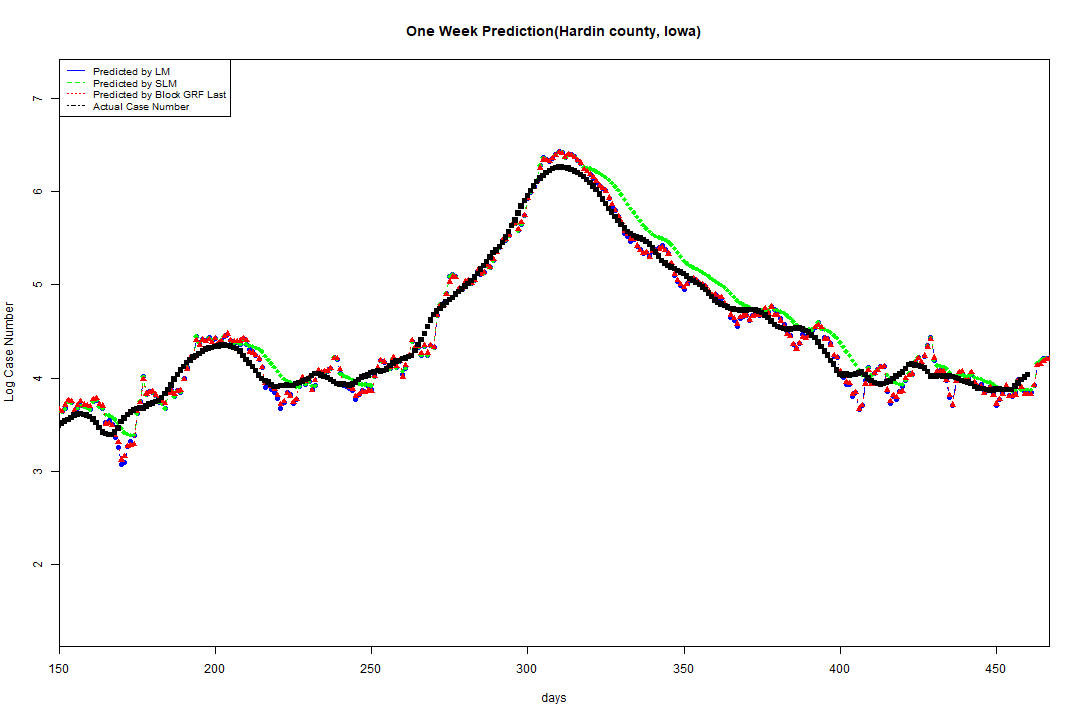 One Week Prediction(Hardin county, Iowa)
Predicted by LM
Predicted by SLM
Predicted by Block GRF Last
Actual Case Number
Log Case Number
7
6
5
4
3
2
150 200 250 300 350 400 450
days